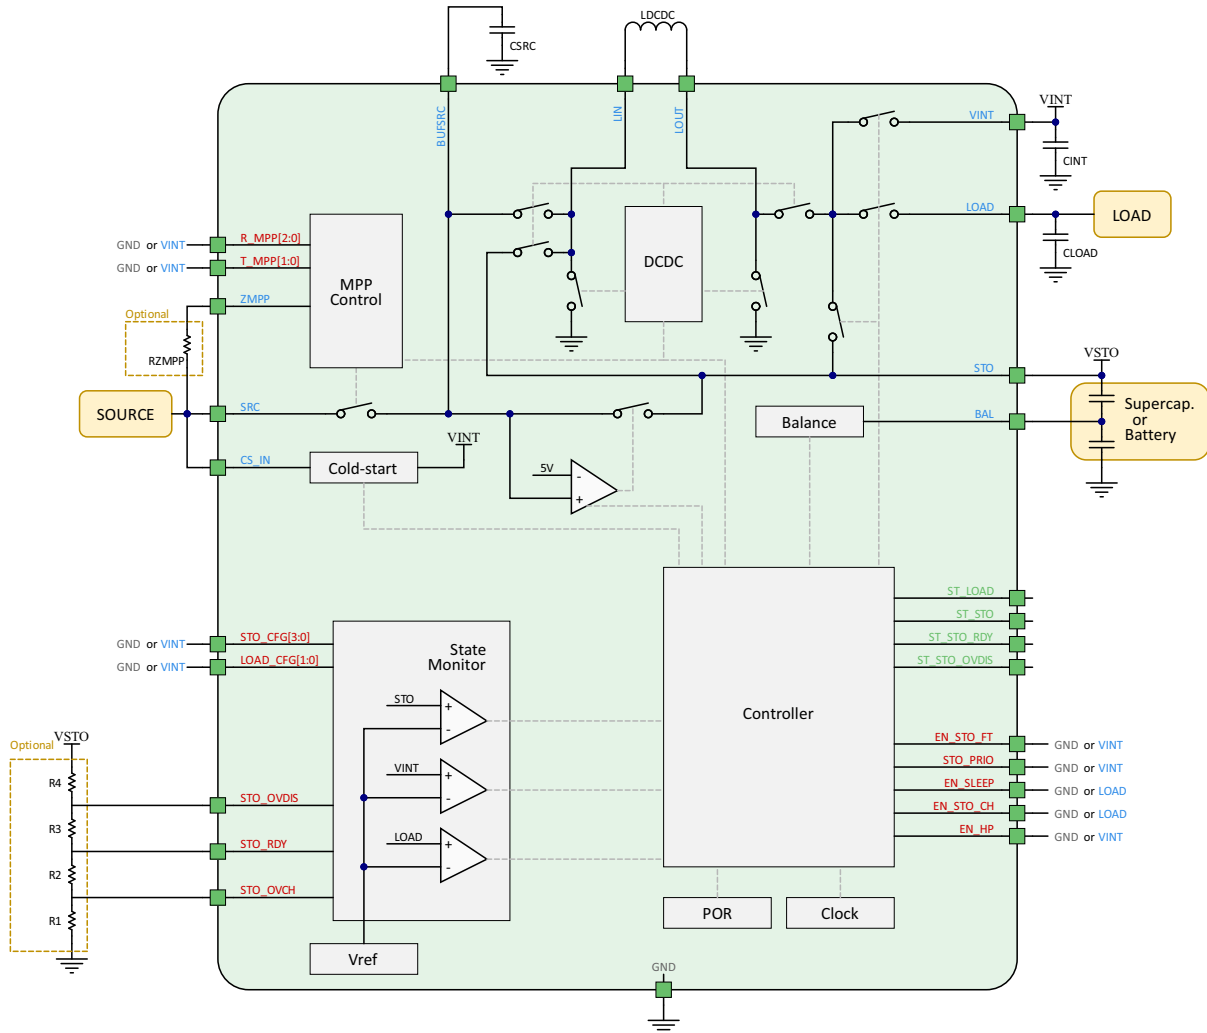 LDCDC
CSRC
BUFSRC
LIN
LOUT
VINT
VINT
CINT
LOAD
LOAD
CLOAD
GND or VINT
R_MPP[2:0]
GND or VINT
T_MPP[1:0]
ZMPP
MPP
Control
DCDC
Optional
RZMPP
STO
VSTO
SOURCE
SRC
Balance
BAL
Supercap.
or
Battery
VINT
CS_IN
Cold-start
5V
-
+
ST_LOAD
ST_STO
ST_STO_RDY
ST_STO_OVDIS
GND or VINT
STO_CFG[3:0]
GND or VINT
LOAD_CFG[1:0]
State
Monitor
STO
+
-
VINT
+
-
LOAD
+
-
Controller
EN_STO_FT
GND or VINT
STO_PRIO
GND or VINT
EN_SLEEP
GND or LOAD
EN_STO_CH
GND or LOAD
EN_HP
GND or VINT
Optional
VSTO
R4
STO_OVDIS
R3
STO_RDY
R2
STO_OVCH
R1
Vref
POR
Clock
GND